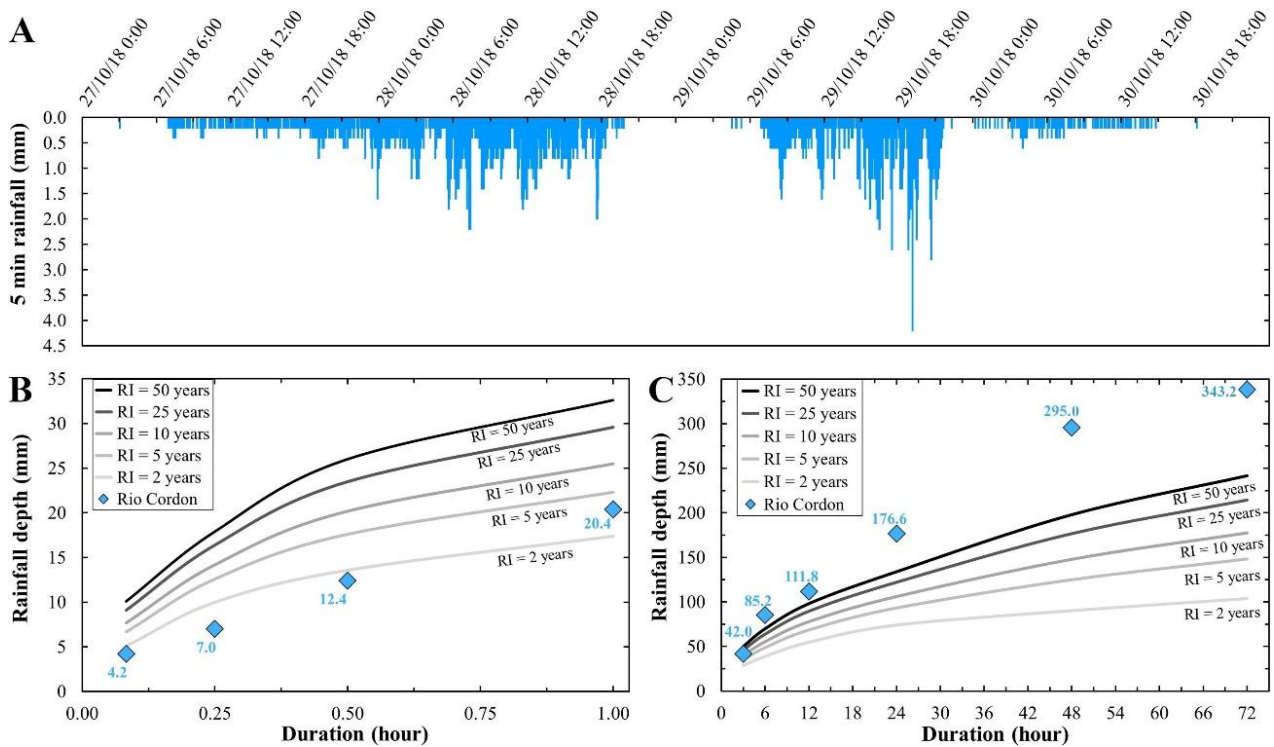 A
27/10/18 0:00
27/10/18 6:00
27/10/18 12:00
27/10/18 18:00
28/10/18 0:00
28/10/18 6:00
28/10/18 12:00
28/10/18 18:00
29/10/18 0:00
29/10/18 6:00
29/10/18 12:00
29/10/18 18:00
30/10/18 0:00
30/10/18 6:00
30/10/18 12:00
30/10/18 18:00
5 min rainfall (mm)
0.0
0.5
1.0
1.5
2.0
2.5
3.0
3.5
4.0
4.5
B
Rainfall depth (mm)
35
30
25
20
15
10
5
0
RI = 50 years
RI = 25 years
RI = 10 years
RI = 5 years
RI = 2 years
Rio Cordon
RI = 50 years
RI = 25 years
RI = 10 years
RI = 5 years
RI = 2 years
4.2
7.0
12.4
20.4
0.00
0.25
0.50
0.75
1.00
Duration (hour)
C
Rainfall depth (mm)
350
300
250
200
150
100
50
0
RI = 50 years
RI = 25 years
RI = 10 years
RI = 5 years
RI = 2 years
Rio Cordon
343.2
295.0
176.6
111.8
85.2
42.0
RI = 50 years
RI = 25 years
RI = 10 years
RI = 5 years
RI = 2 years
0
6
12
18
24
30
36
42
48
54
60
66
72
Duration (hour)